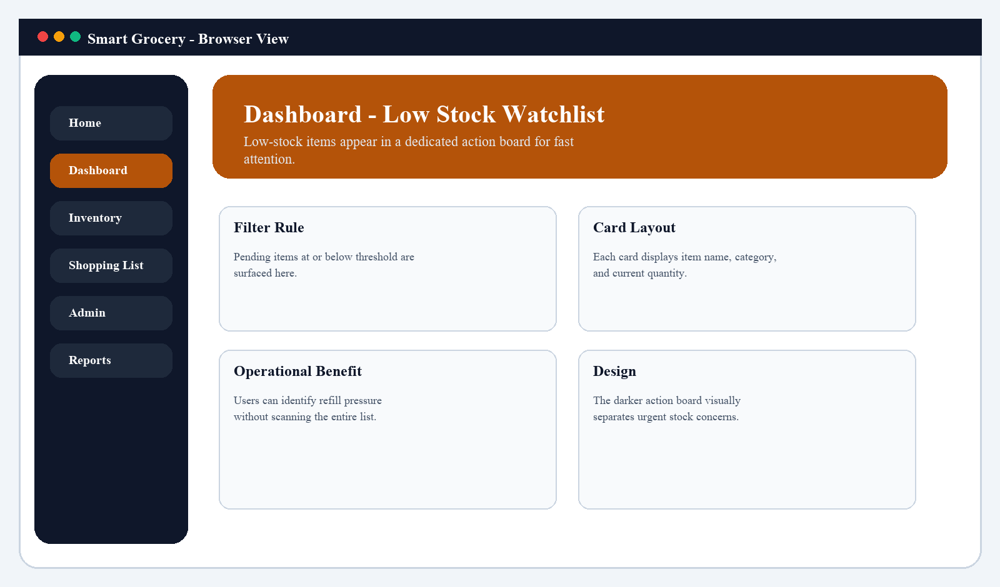 Smart Grocery - Browser View
Home
Dashboard
Inventory
Shopping List
Admin
Reports
Dashboard - Low Stock Watchlist
Low-stock items appear in a dedicated action board for fast
attention.
Filter Rule
Pending items at or below threshold are
surfaced here.
Card Layout
Each card displays item name, category,
and current quantity.
Operational Benefit
Users can identify refill pressure
without scanning the entire list.
Design
The darker action board visually
separates urgent stock concerns.